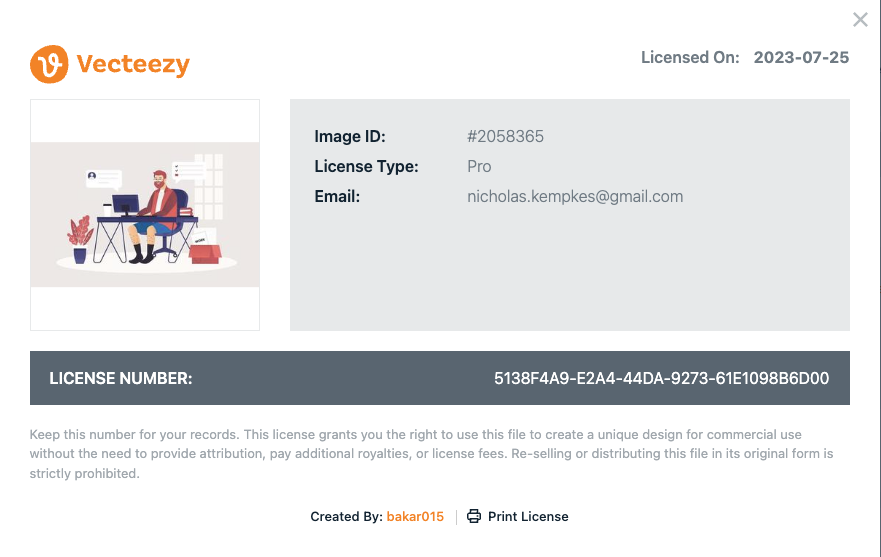 Vecteezy
Licensed On: 2023-07-25
Image ID: #2058365
License Type: Pro
Email: nicholas.kempkes@gmail.com
LICENSE NUMBER: 5138F4A9-E2A4-44DA-9273-61E1098B6D00
Keep this number for your records. This license grants you the right to use this file to create a unique design for commercial use
without the need to provide attribution, pay additional royalties, or license fees. Re-selling or distributing this file in its original form is
strictly prohibited.
Created By: bakar015 | Print License